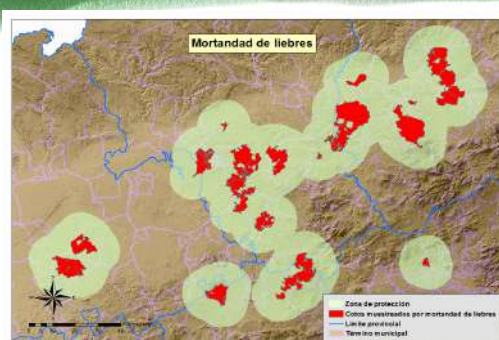 Mortandad de liebres
Zona de protección
Cotos muestreados por mortandad de liebres
Límite provincial
Término municipal